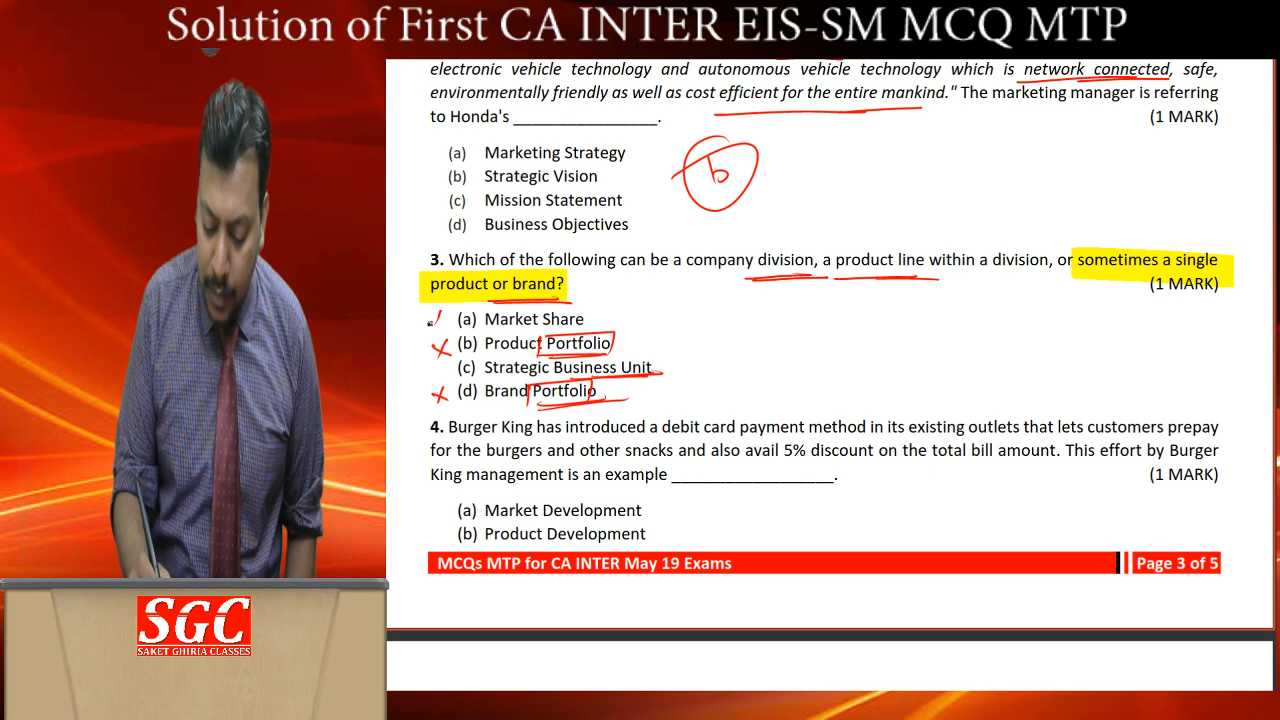 Solution of First CA INTER EIS-SM MCQ MTP
electronic vehicle technology and autonomous vehicle technology which is network connected, safe,
environmentally friendly as well as cost efficient for the entire mankind." The marketing manager is referring
to Honda's ________________. (1 MARK)
(a) Marketing Strategy
(b) Strategic Vision
(c) Mission Statement
(d) Business Objectives
b
3. Which of the following can be a company division, a product line within a division, or sometimes a single
product or brand? (1 MARK)
(a) Market Share
(b) Product Portfolio
(c) Strategic Business Unit
(d) Brand Portfolio
4. Burger King has introduced a debit card payment method in its existing outlets that lets customers prepay
for the burgers and other snacks and also avail 5% discount on the total bill amount. This effort by Burger
King management is an example __________________. (1 MARK)
(a) Market Development
(b) Product Development
MCQs MTP for CA INTER May 19 Exams Page 3 of 5
SGC
SAKET GHIRIA CLASSES